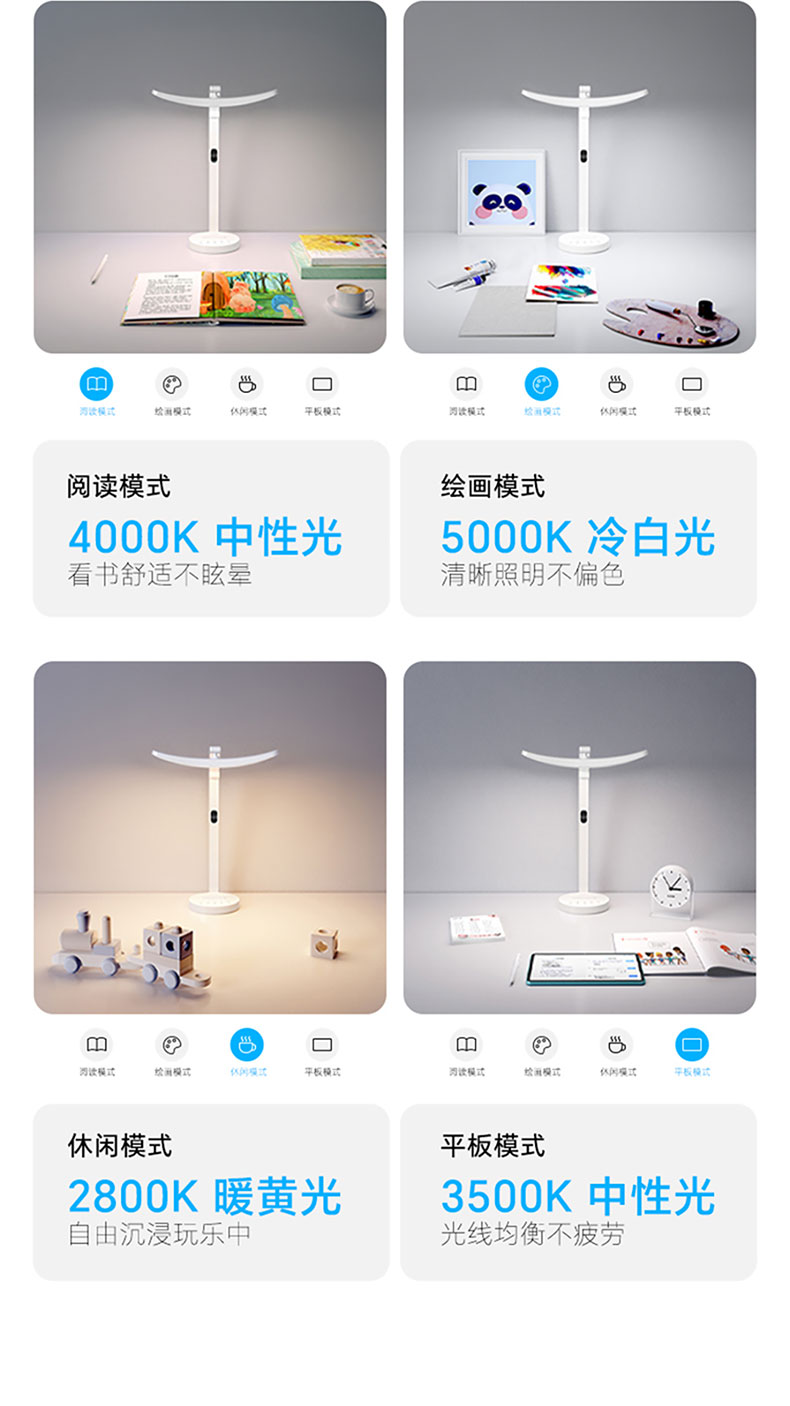 阅读模式 绘画模式 休闲模式 平板模式
阅读模式 绘画模式 休闲模式 平板模式
阅读模式
4000K 中性光
看书舒适不眩晕
绘画模式
5000K 冷白光
清晰照明不偏色
阅读模式 绘画模式 休闲模式 平板模式
阅读模式 绘画模式 休闲模式 平板模式
休闲模式
2800K 暖黄光
自由沉浸玩乐中
平板模式
3500K 中性光
光线均衡不疲劳